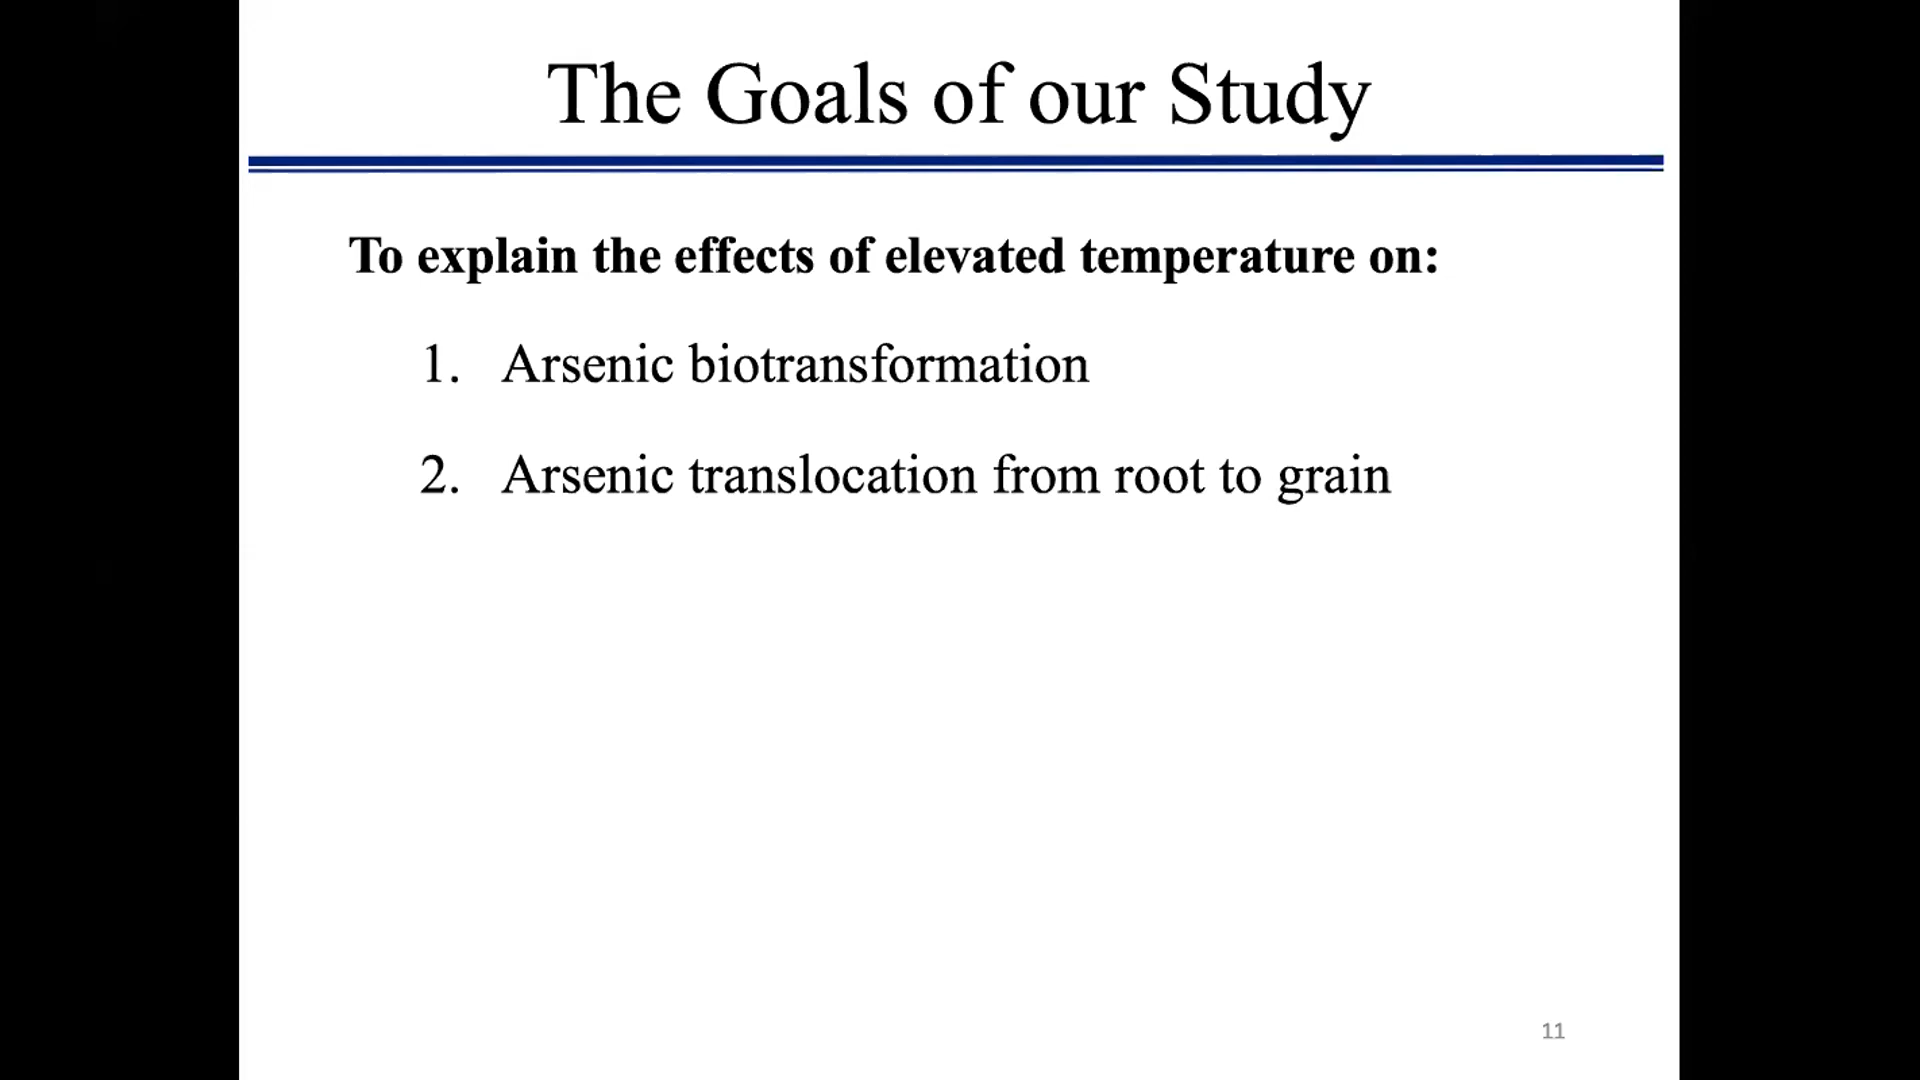 The Goals of our Study
To explain the effects of elevated temperature on:
1. Arsenic biotransformation
2. Arsenic translocation from root to grain
11